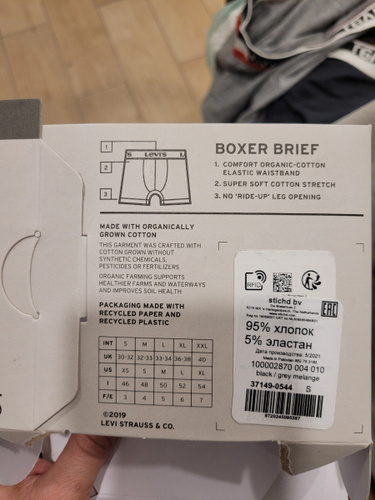 1
2
3
S Levi's L
BOXER BRIEF
1. COMFORT ORGANIC-COTTON
ELASTIC WAISTBAND
2. SUPER SOFT COTTON STRETCH
3. NO 'RIDE-UP' LEG OPENING
MADE WITH ORGANICALLY
GROWN COTTON
THIS GARMENT WAS CRAFTED WITH
COTTON GROWN WITHOUT
SYNTHETIC CHEMICALS,
PESTICIDES OR FERTILIZERS
ORGANIC FARMING SUPPORTS
HEALTHIER FARMS AND WATERWAYS
AND IMPROVES SOIL HEALTH
PACKAGING MADE WITH
RECYCLED PAPER AND
RECYCLED PLASTIC
INT S M L XL XXL
UK 30-32 32-33 33-34 36-38 40
US XS S M L XL
I 46 48 50 52 54
F/E 3 4 5 6 7
©2019
LEVI STRAUSS & CO.
RFID
stichd bv
EAC
95% хлопок
5% эластан
Дата производства: 5/2021
100002870 004 010
black / grey melange
37149-0544 S